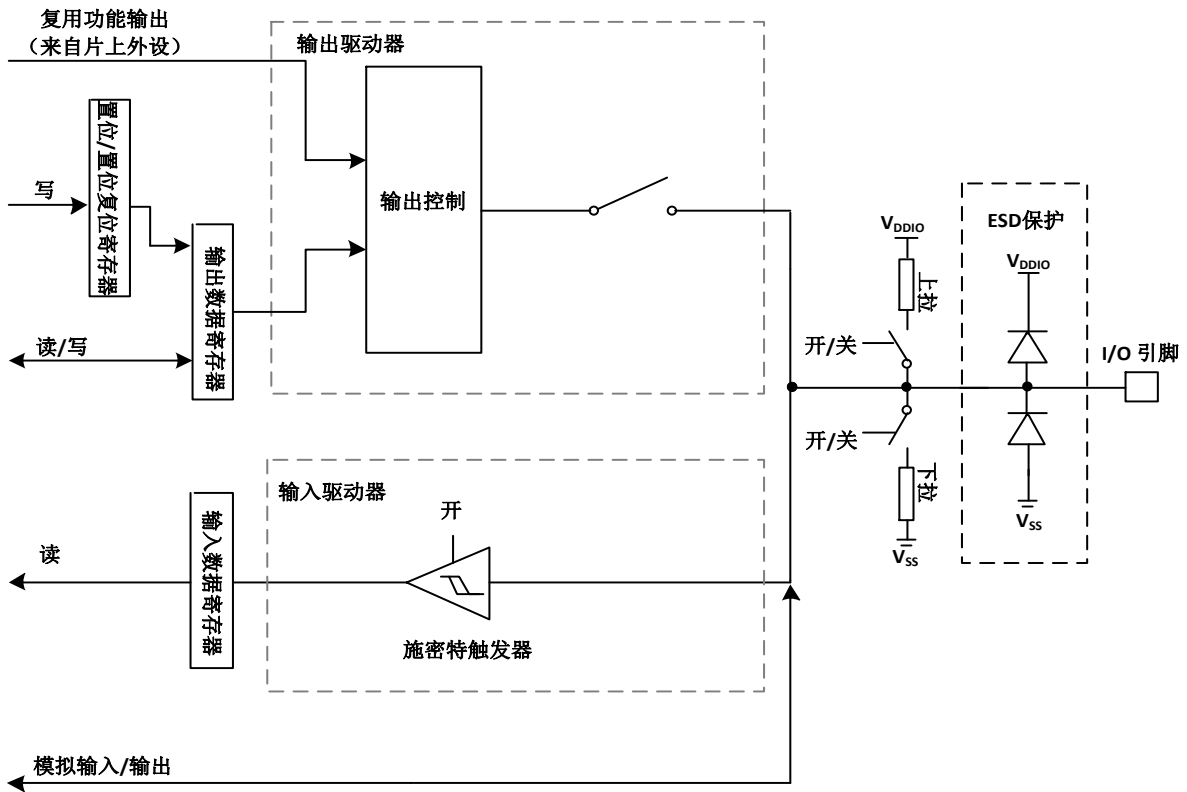 复用功能输出
（来自片上外设）
输出驱动器
置位/置位复位寄存器
写
输出控制
输出数据寄存器
读/写
VDDIO
上拉
开/关
ESD保护
VDDIO
I/O 引脚
开/关
下拉
VSS
VSS
输入驱动器
开
读
输入数据寄存器
施密特触发器
模拟输入/输出